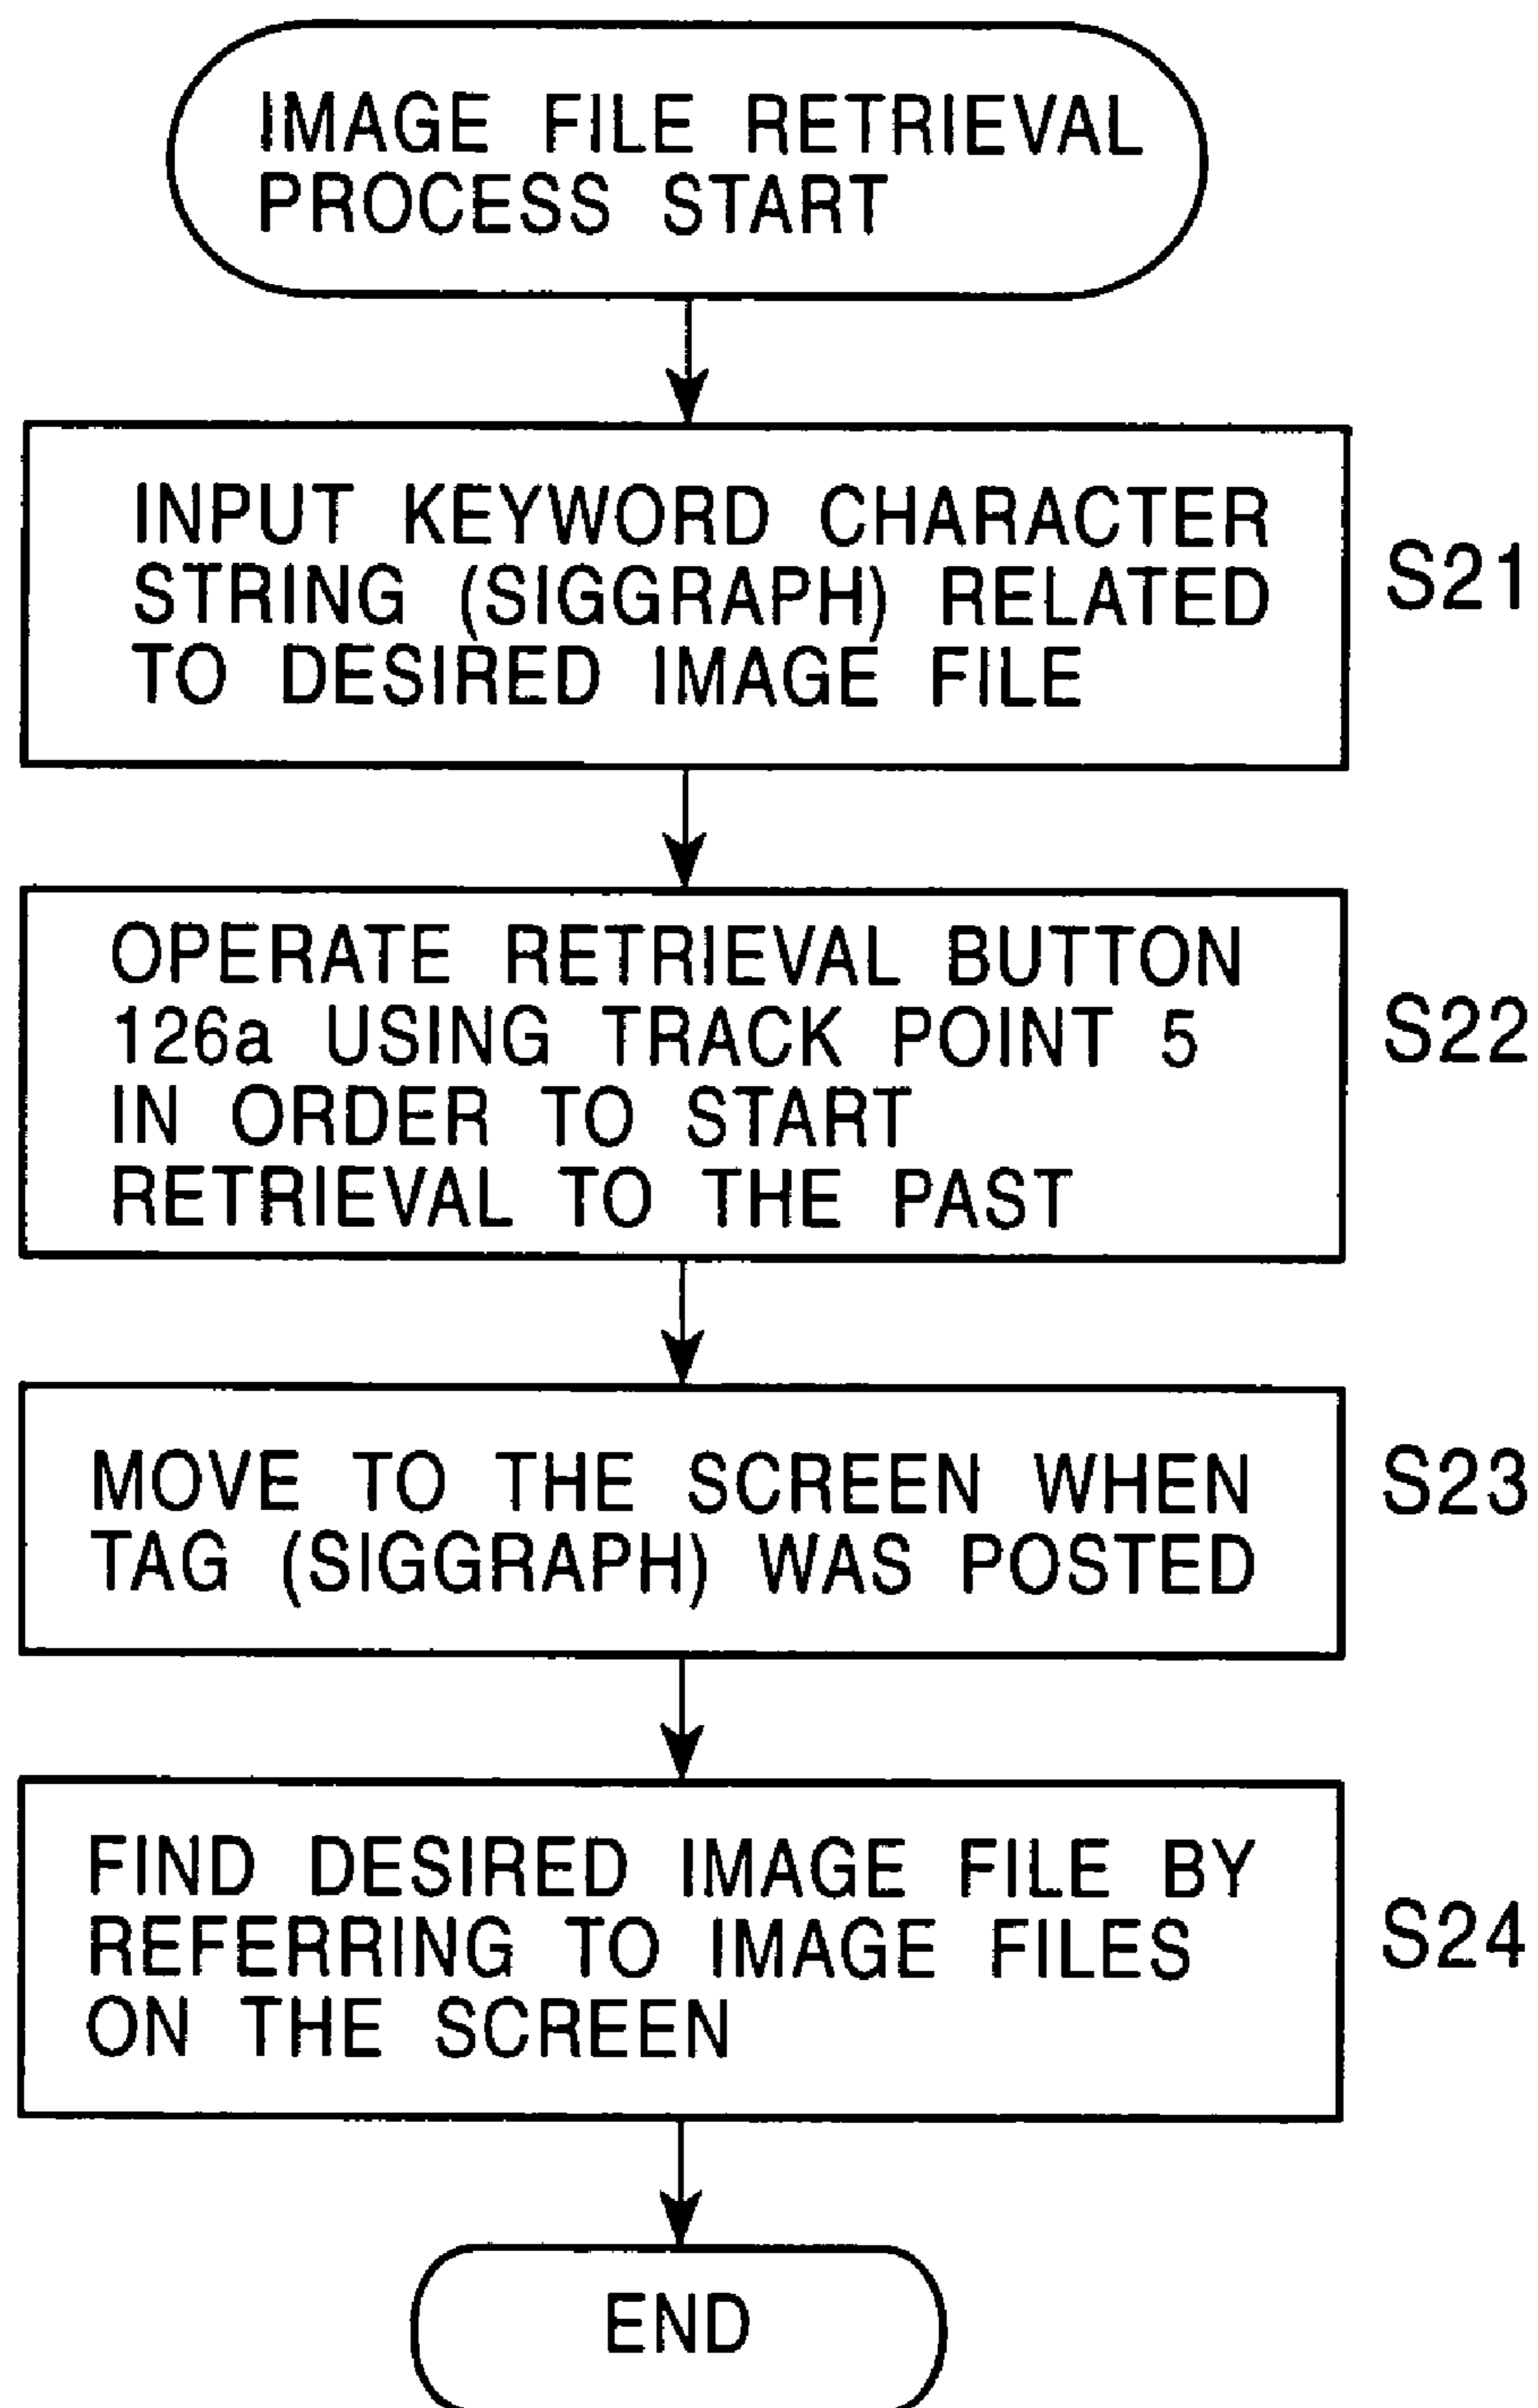 IMAGE FILE RETRIEVAL
PROCESS START
INPUT KEYWORD CHARACTER
STRING (SIGGRAPH) RELATED
TO DESIRED IMAGE FILE
S21
OPERATE RETRIEVAL BUTTON
126a USING TRACK POINT 5
IN ORDER TO START
RETRIEVAL TO THE PAST
S22
MOVE TO THE SCREEN WHEN
TAG (SIGGRAPH) WAS POSTED
S23
FIND DESIRED IMAGE FILE BY
REFERRING TO IMAGE FILES
ON THE SCREEN
S24
END